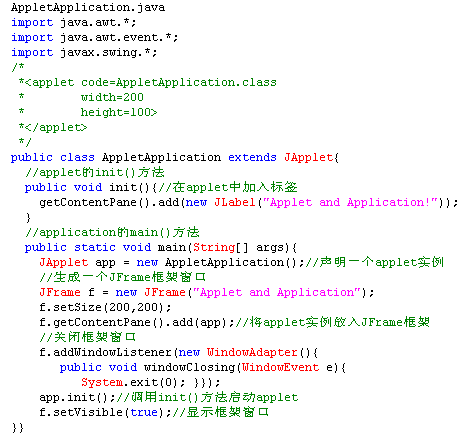 AppletApplication.java
import java.awt.*;
import java.awt.event.*;
import javax.swing.*;
/*
 *<applet code=AppletApplication.class
 *        width=200
 *        height=100>
 *</applet>
 */
public class AppletApplication extends JApplet{
  //applet的init()方法
  public void init(){//在applet中加入标签
    getContentPane().add(new JLabel("Applet and Application!"));
  }
  //application的main()方法
  public static void main(String[] args){
    JApplet app = new AppletApplication();//声明一个applet实例
    //生成一个JFrame框架窗口
    JFrame f = new JFrame("Applet and Application");
    f.setSize(200,200);
    f.getContentPane().add(app);//将applet实例放入JFrame框架
    //关闭框架窗口
    f.addWindowListener(new WindowAdapter(){
       public void windowClosing(WindowEvent e){
          System.exit(0); }});
    app.init();//调用init()方法启动applet
    f.setVisible(true);//显示框架窗口
}}